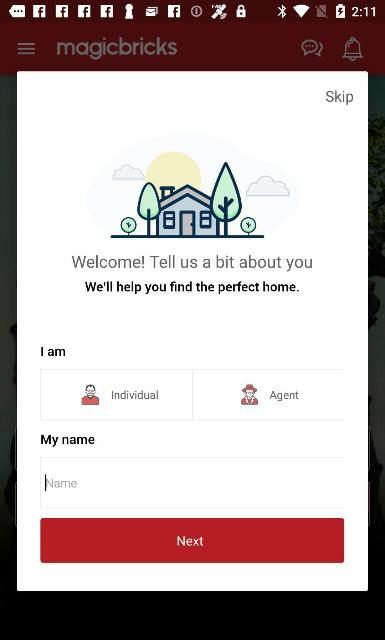 2:11
magicbricks
Skip
Welcome! Tell us a bit about you
We'll help you find the perfect home.
I am
Individual
Agent
My name
Name
Next